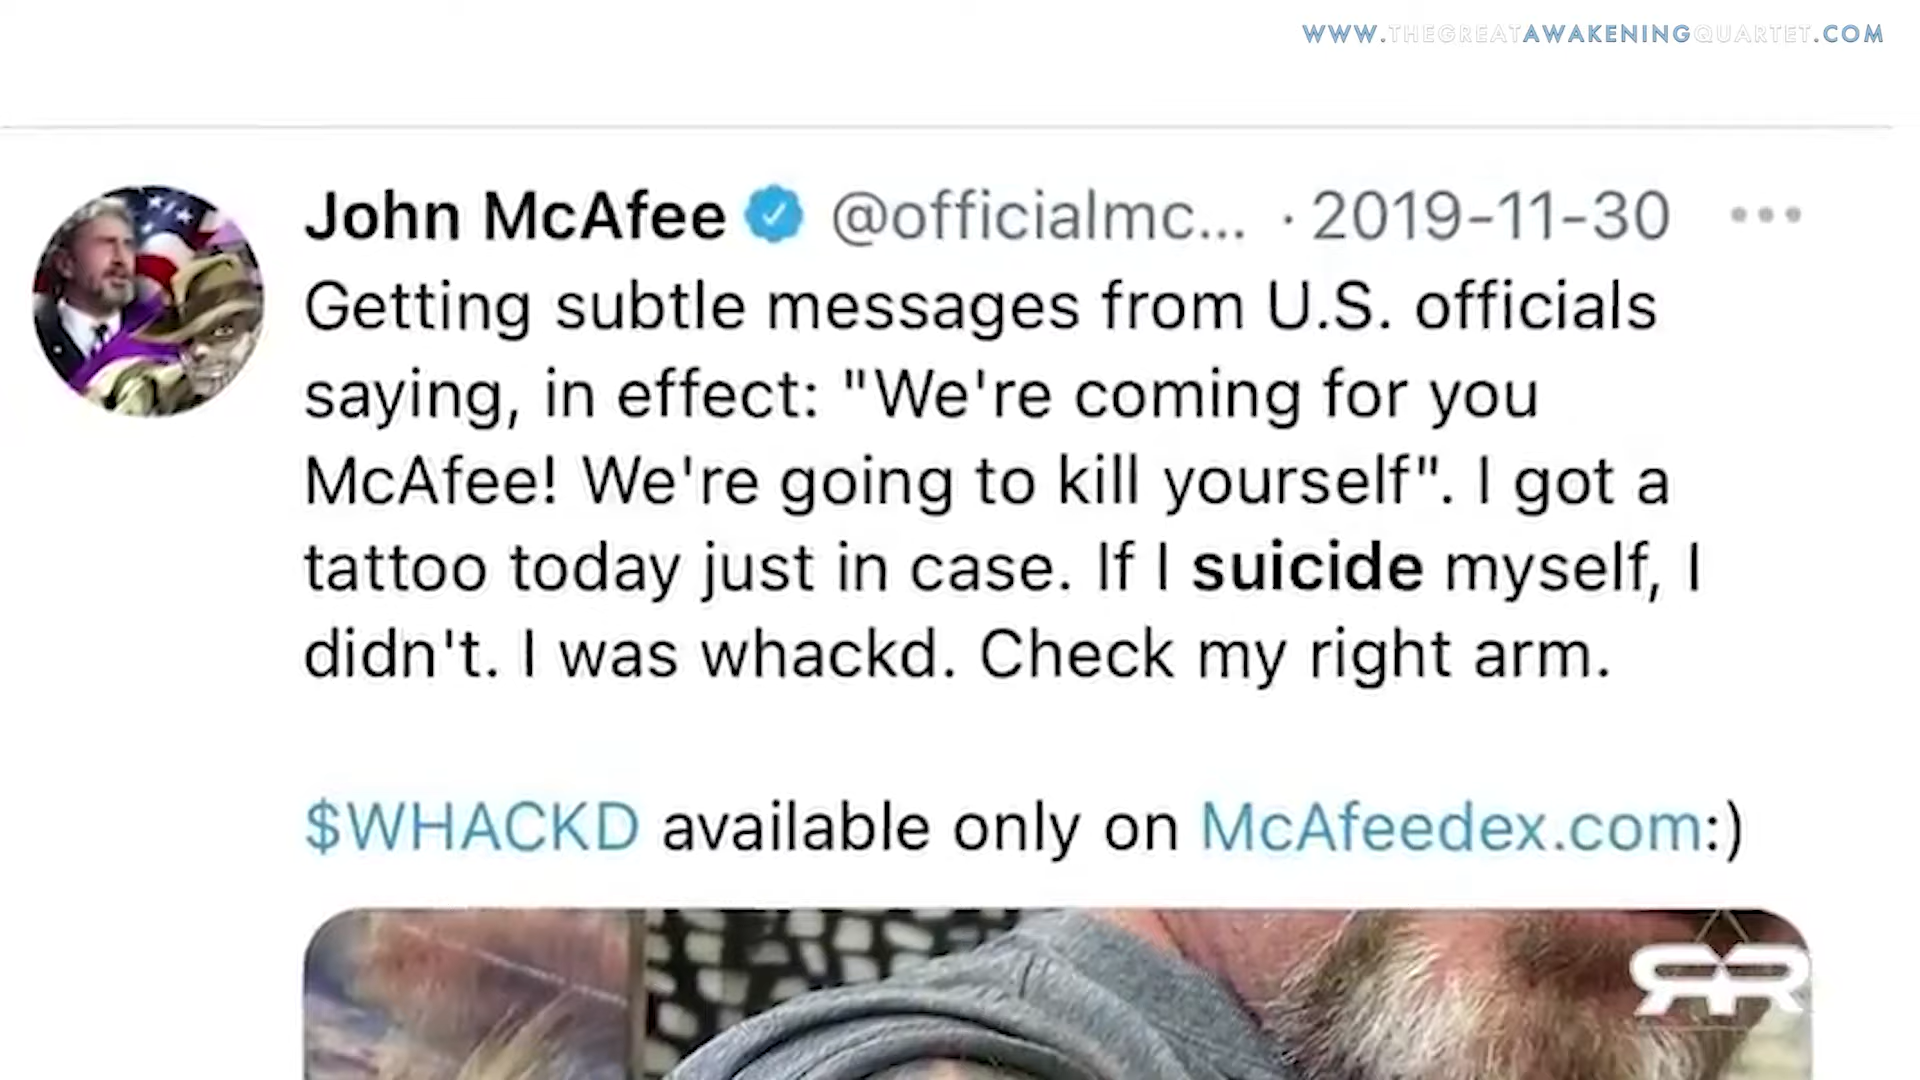 WWW.THEGREATAWAKENINGQUARTET.COM
John McAfee @officialmc... · 2019-11-30
Getting subtle messages from U.S. officials
saying, in effect: "We're coming for you
McAfee! We're going to kill yourself". I got a
tattoo today just in case. If I suicide myself, I
didn't. I was whackd. Check my right arm.
$WHACKD available only on McAfeedex.com:)